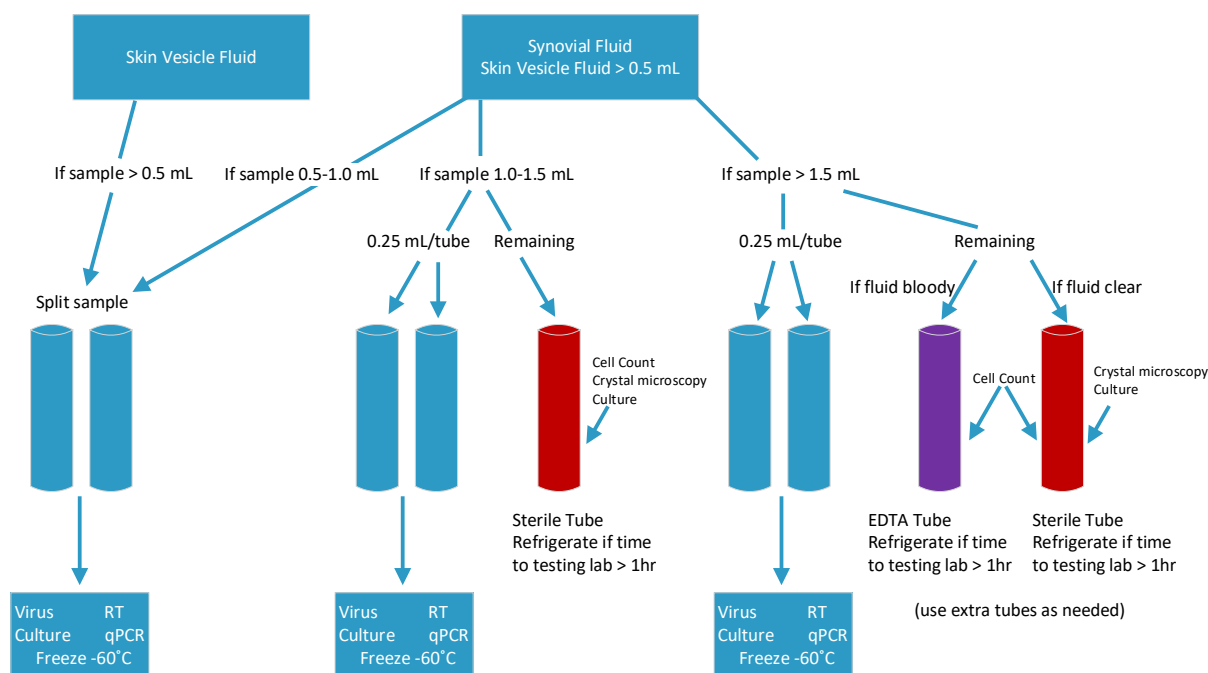 Skin Vesicle Fluid
Synovial Fluid
Skin Vesicle Fluid > 0.5 mL
If sample > 0.5 mL
If sample 0.5-1.0 mL
If sample 1.0-1.5 mL
If sample > 1.5 mL
0.25 mL/tube
Remaining
0.25 mL/tube
Remaining
If fluid bloody
If fluid clear
Split sample
Cell Count
Crystal microscopy
Culture
Cell Count
Crystal microscopy
Culture
Sterile Tube
Refrigerate if time
to testing lab > 1hr
EDTA Tube
Refrigerate if time
to testing lab > 1hr
Sterile Tube
Refrigerate if time
to testing lab > 1hr
(use extra tubes as needed)
Virus RT
Culture qPCR
Freeze -60˚C
Virus RT
Culture qPCR
Freeze -60˚C
Virus RT
Culture qPCR
Freeze -60˚C